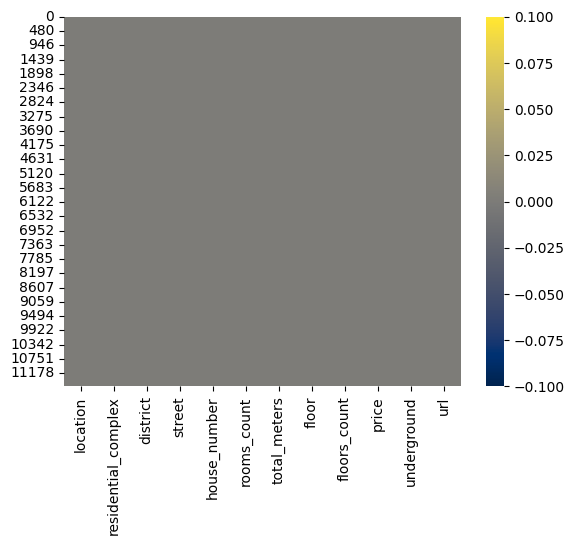 0
480
946
1439
1898
2346
2824
3275
3690
4175
4631
5120
5683
6122
6532
6952
7363
7785
8197
8607
9059
9494
9922
10342
10751
11178
location
residential_complex
district
street
house_number
rooms_count
total_meters
floor
floors_count
price
underground
url
0.100
0.075
0.050
0.025
0.000
−0.025
−0.050
−0.075
−0.100